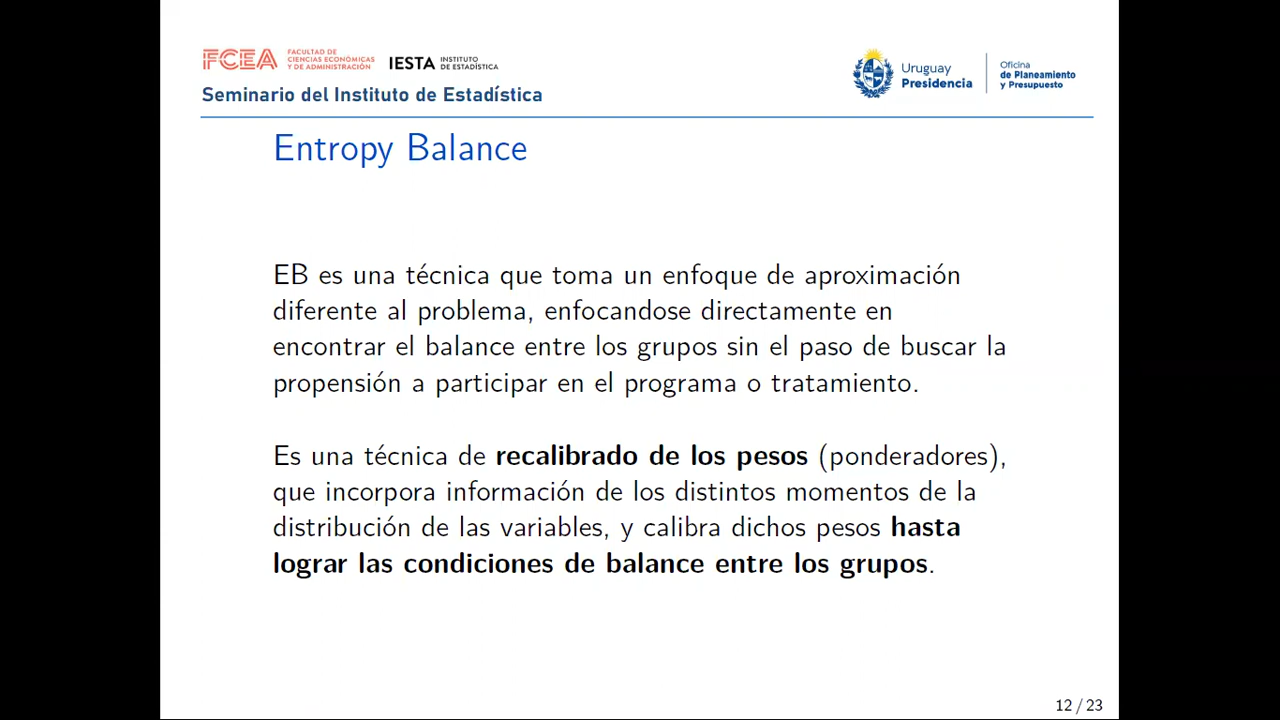 FCEA FACULTAD DE
CIENCIAS ECONÓMICAS
Y DE ADMINISTRACIÓN
IESTA INSTITUTO
DE ESTADÍSTICA
Seminario del Instituto de Estadística
Uruguay
Presidencia
Oficina
de Planeamiento
y Presupuesto
Entropy Balance
EB es una técnica que toma un enfoque de aproximación
diferente al problema, enfocandose directamente en
encontrar el balance entre los grupos sin el paso de buscar la
propensión a participar en el programa o tratamiento.
Es una técnica de recalibrado de los pesos (ponderadores),
que incorpora información de los distintos momentos de la
distribución de las variables, y calibra dichos pesos hasta
lograr las condiciones de balance entre los grupos.
12 / 23